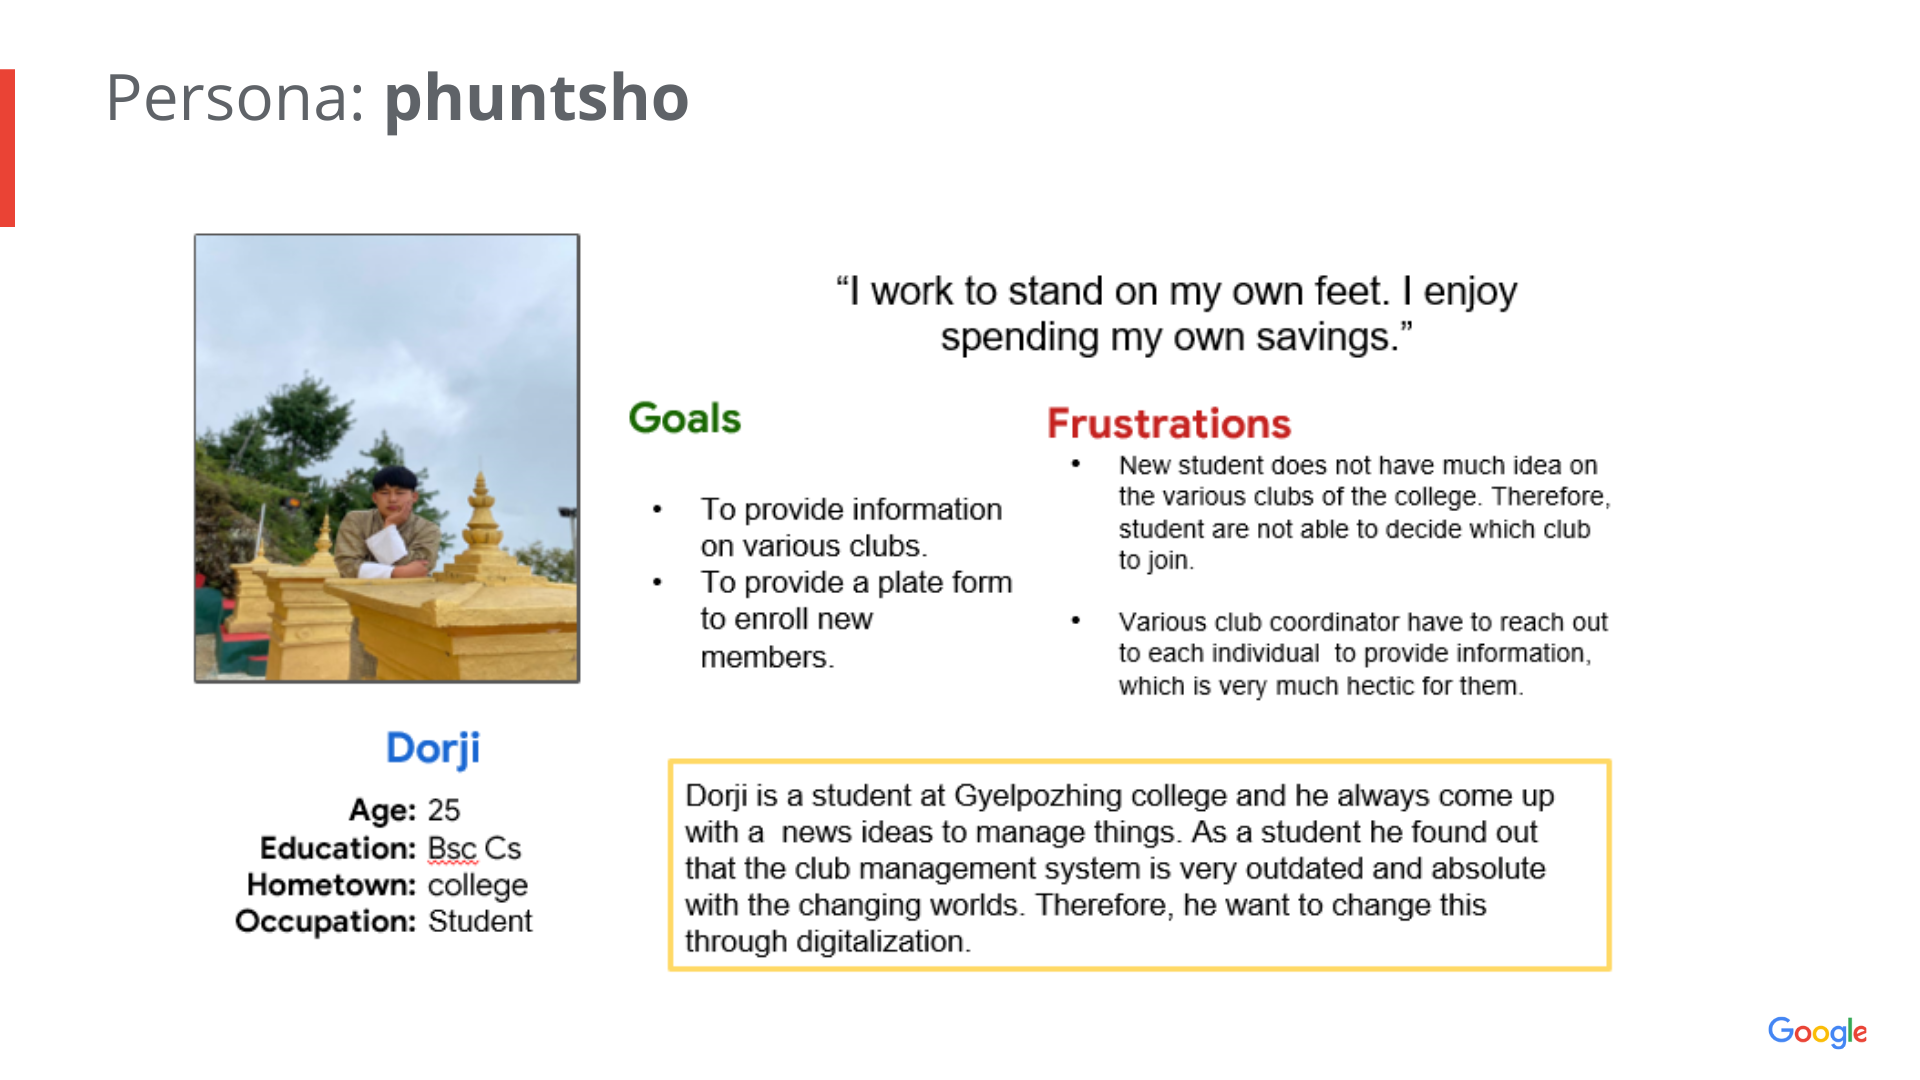 Persona: phuntsho
“I work to stand on my own feet. I enjoy
spending my own savings.”
Goals
• To provide information
on various clubs.
• To provide a plate form
to enroll new
members.
Frustrations
• New student does not have much idea on
the various clubs of the college. Therefore,
student are not able to decide which club
to join.
• Various club coordinator have to reach out
to each individual  to provide information,
which is very much hectic for them.
Dorji
Age: 25
Education: Bsc Cs
Hometown: college
Occupation: Student
Dorji is a student at Gyelpozhing college and he always come up
with a  news ideas to manage things. As a student he found out
that the club management system is very outdated and absolute
with the changing worlds. Therefore, he want to change this
through digitalization.
Google